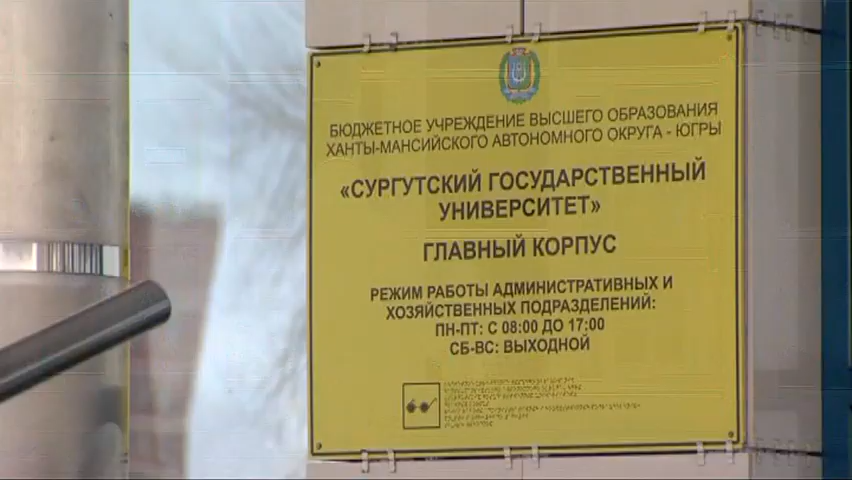 БЮДЖЕТНОЕ УЧРЕЖДЕНИЕ ВЫСШЕГО ОБРАЗОВАНИЯ
ХАНТЫ-МАНСИЙСКОГО АВТОНОМНОГО ОКРУГА - ЮГРЫ
«СУРГУТСКИЙ ГОСУДАРСТВЕННЫЙ
УНИВЕРСИТЕТ»
ГЛАВНЫЙ КОРПУС
РЕЖИМ РАБОТЫ АДМИНИСТРАТИВНЫХ И
ХОЗЯЙСТВЕННЫХ ПОДРАЗДЕЛЕНИЙ:
ПН-ПТ: С 08:00 ДО 17:00
СБ-ВС: ВЫХОДНОЙ